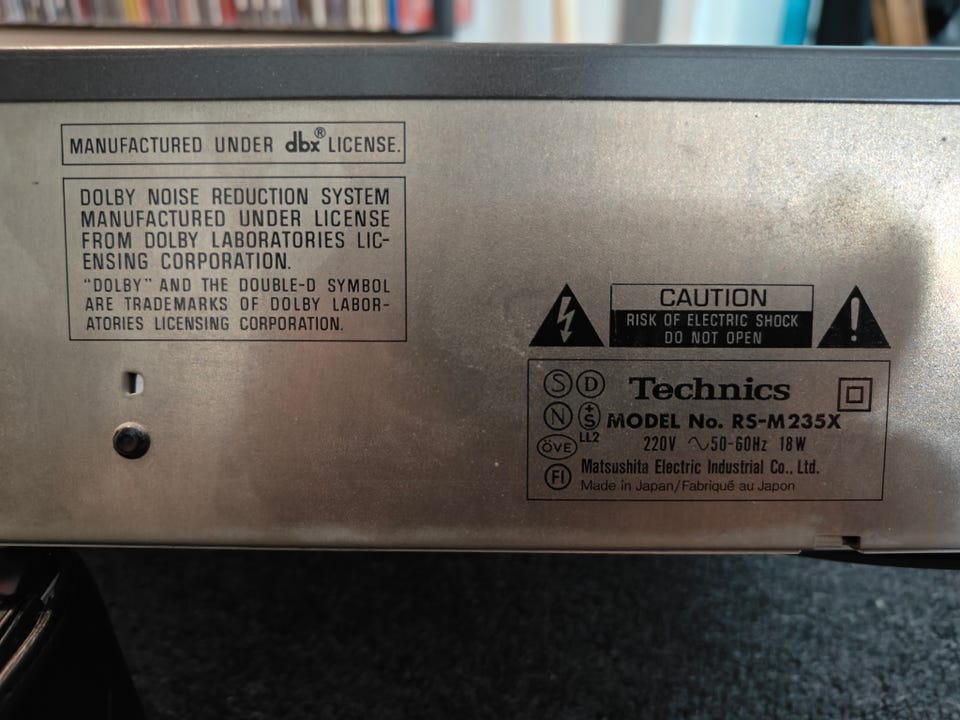 MANUFACTURED UNDER dbx® LICENSE.
DOLBY NOISE REDUCTION SYSTEM
MANUFACTURED UNDER LICENSE
FROM DOLBY LABORATORIES LIC-
ENSING CORPORATION.
"DOLBY" AND THE DOUBLE-D SYMBOL
ARE TRADEMARKS OF DOLBY LABOR-
ATORIES LICENSING CORPORATION.
CAUTION
RISK OF ELECTRIC SHOCK
DO NOT OPEN
S D
N +S
LL2
ÖVE
FI
Technics
MODEL No. RS-M235X
220V ∿50-60Hz 18W
Matsushita Electric Industrial Co., Ltd.
Made in Japan/Fabriqué au Japon